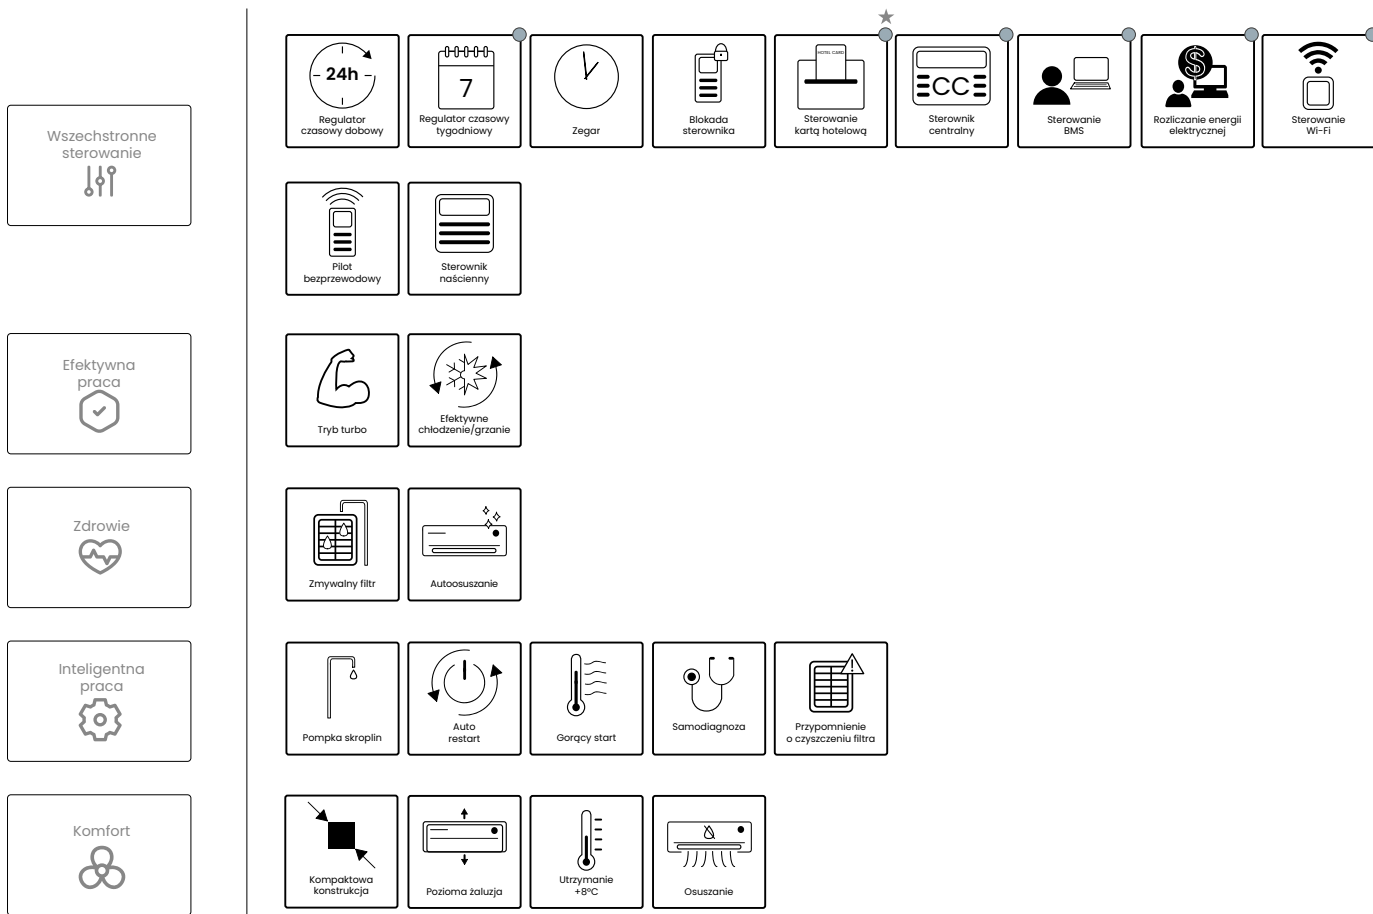 Wszechstronne
sterowanie
24h
Regulator
czasowy dobowy
7
Regulator czasowy
tygodniowy
Zegar
Blokada
sterownika
HOTEL CARD
Sterowanie
kartą hotelową
CC
Sterownik
centralny
Sterowanie
BMS
$
Rozliczanie energii
elektrycznej
Sterowanie
Wi-Fi
Pilot
bezprzewodowy
Sterownik
naścienny
Efektywna
praca
Tryb turbo
Efektywne
chłodzenie/grzanie
Zdrowie
Zmywalny filtr
Autoosuszanie
Inteligentna
praca
Pompka skroplin
Auto
restart
Gorący start
Samodiagnoza
Przypomnienie
o czyszczeniu filtra
Komfort
Kompaktowa
konstrukcja
Pozioma żaluzja
Utrzymanie
+8°C
Osuszanie